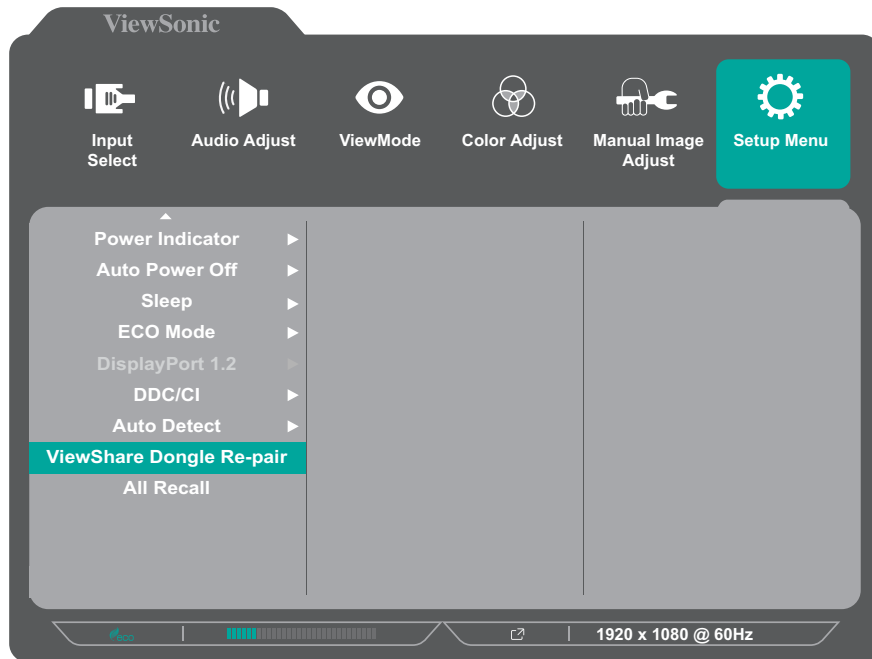 ViewSonic
Input
Select
Audio Adjust
ViewMode
Color Adjust
Manual Image
Adjust
Setup Menu
Power Indicator
Auto Power Off
Sleep
ECO Mode
DisplayPort 1.2
DDC/CI
Auto Detect
ViewShare Dongle Re-pair
All Recall
eco
1920 x 1080 @ 60Hz